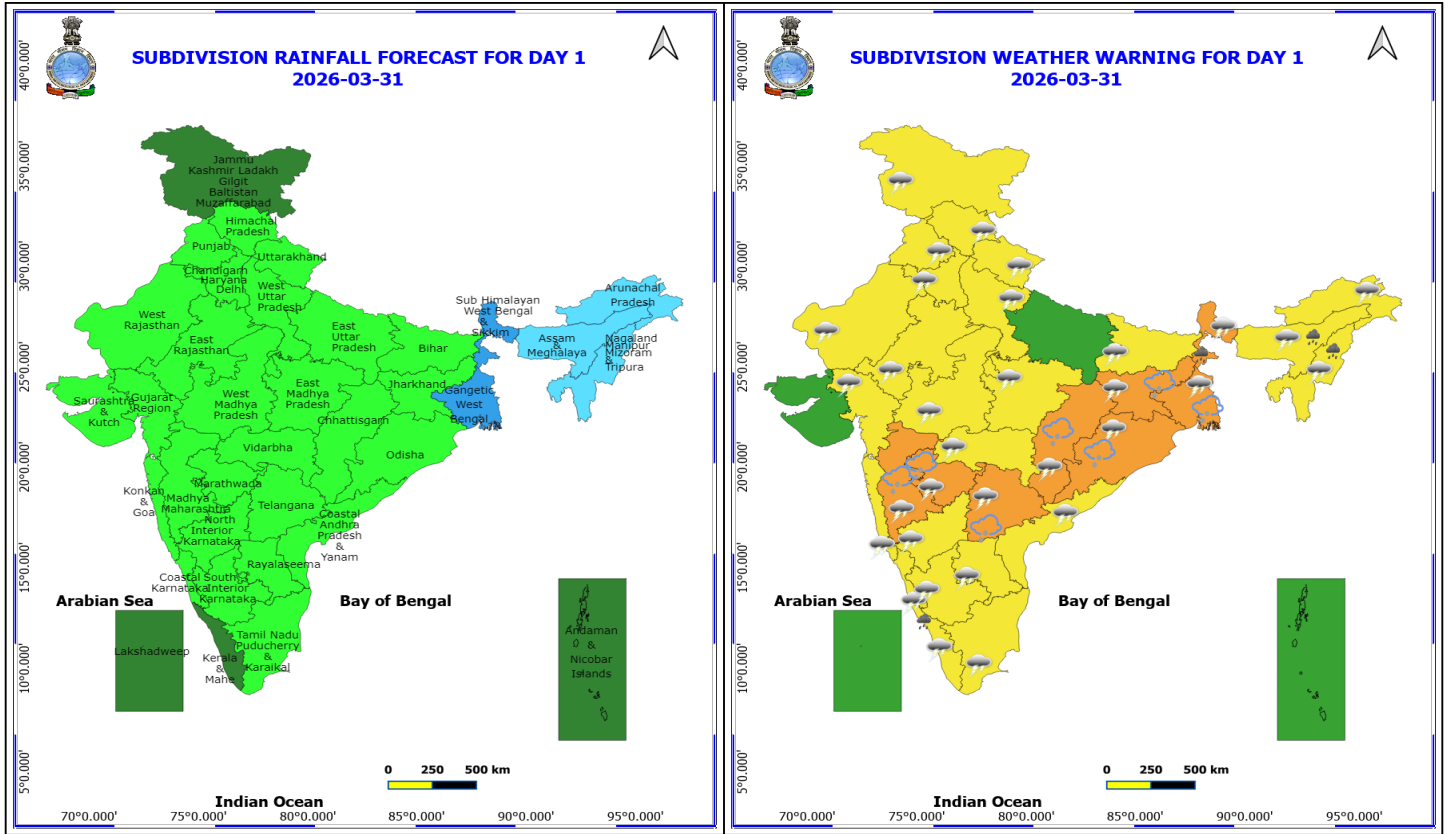 SUBDIVISION RAINFALL FORECAST FOR DAY 1
2026-03-31
40°0.000'
35°0.000'
30°0.000'
25°0.000'
20°0.000'
15°0.000'
10°0.000'
5°0.000'
Jammu
Kashmir Ladakh
Gilgit
Baltistan
Muzaffarabad
Himachal
Pradesh
Punjab
Uttarakhand
Chandigarh
Haryana
Delhi
West
Uttar
Pradesh
West
Rajasthan
East
Rajasthan
East
Uttar
Pradesh
Bihar
Sub Himalayan
West Bengal
&
Sikkim
Arunachal
Pradesh
Assam
&
Meghalaya
Nagaland
Manipur
Mizoram
&
Tripura
Jharkhand
Gangetic
West
Bengal
Saurashtra
&
Kutch
Gujarat
Region
West
Madhya
Pradesh
East
Madhya
Pradesh
Chhattisgarh
Vidarbha
Odisha
Konkan
&
Goa
Marathwada
Madhya
Maharashtra
North
Interior
Karnataka
Telangana
Coastal
Andhra
Pradesh
&
Yanam
Rayalaseema
Coastal
Karnataka
South
Interior
Karnataka
Arabian Sea
Bay of Bengal
Lakshadweep
Kerala
&
Mahe
Tamil Nadu
Puducherry
&
Karaikal
Andaman
&
Nicobar
Islands
0 250 500 km
Indian Ocean
70°0.000' 75°0.000' 80°0.000' 85°0.000' 90°0.000' 95°0.000'
SUBDIVISION WEATHER WARNING FOR DAY 1
2026-03-31
40°0.000'
35°0.000'
30°0.000'
25°0.000'
20°0.000'
15°0.000'
10°0.000'
5°0.000'
Arabian Sea
Bay of Bengal
0 250 500 km
Indian Ocean
70°0.000' 75°0.000' 80°0.000' 85°0.000' 90°0.000' 95°0.000'